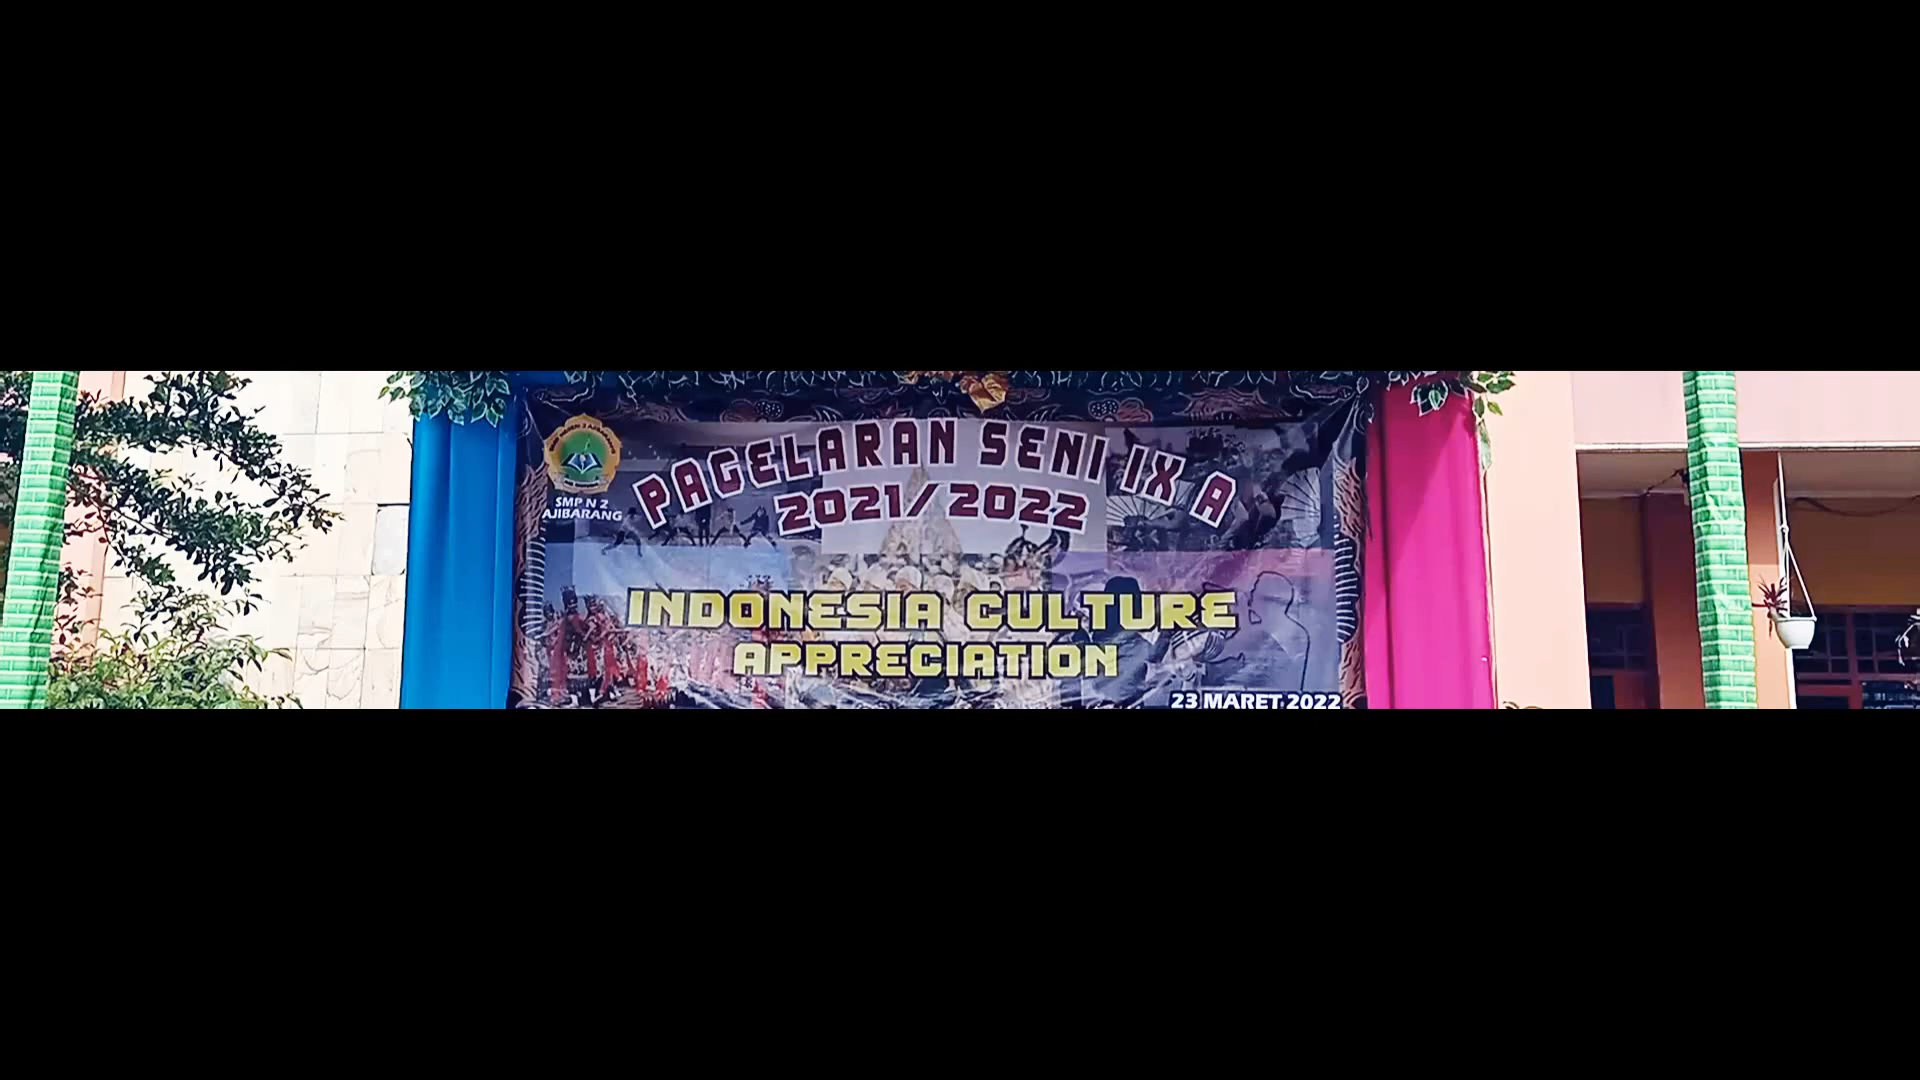 PAGELARAN SENI IX A
2021/2022
SMP N 2
AJIBARANG
INDONESIA CULTURE
APPRECIATION
23 MARET 2022